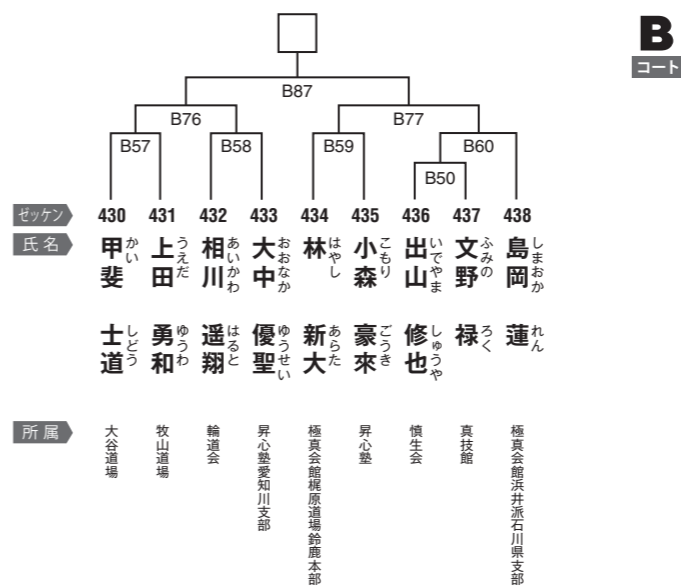 B
コート
B87
B76
B77
B57
B58
B59
B60
B50
ゼッケン
430
431
432
433
434
435
436
437
438
氏名
甲斐 士道
かい しどう
上田 勇和
うえだ ゆうわ
相川 遥翔
あいかわ はると
大中 優聖
おおなか ゆうせい
林 新大
はやし あらた
小森 豪來
こもり ごうき
出山 修也
いでやま しゅうや
文野 禄
ふみの ろく
島岡 蓮
しまおか れん
所属
大谷道場
牧山道場
輪道会
昇心塾愛知川支部
極真会館梶原道場鈴鹿本部
昇心塾
慎生会
真技館
極真会館浜井派石川県支部